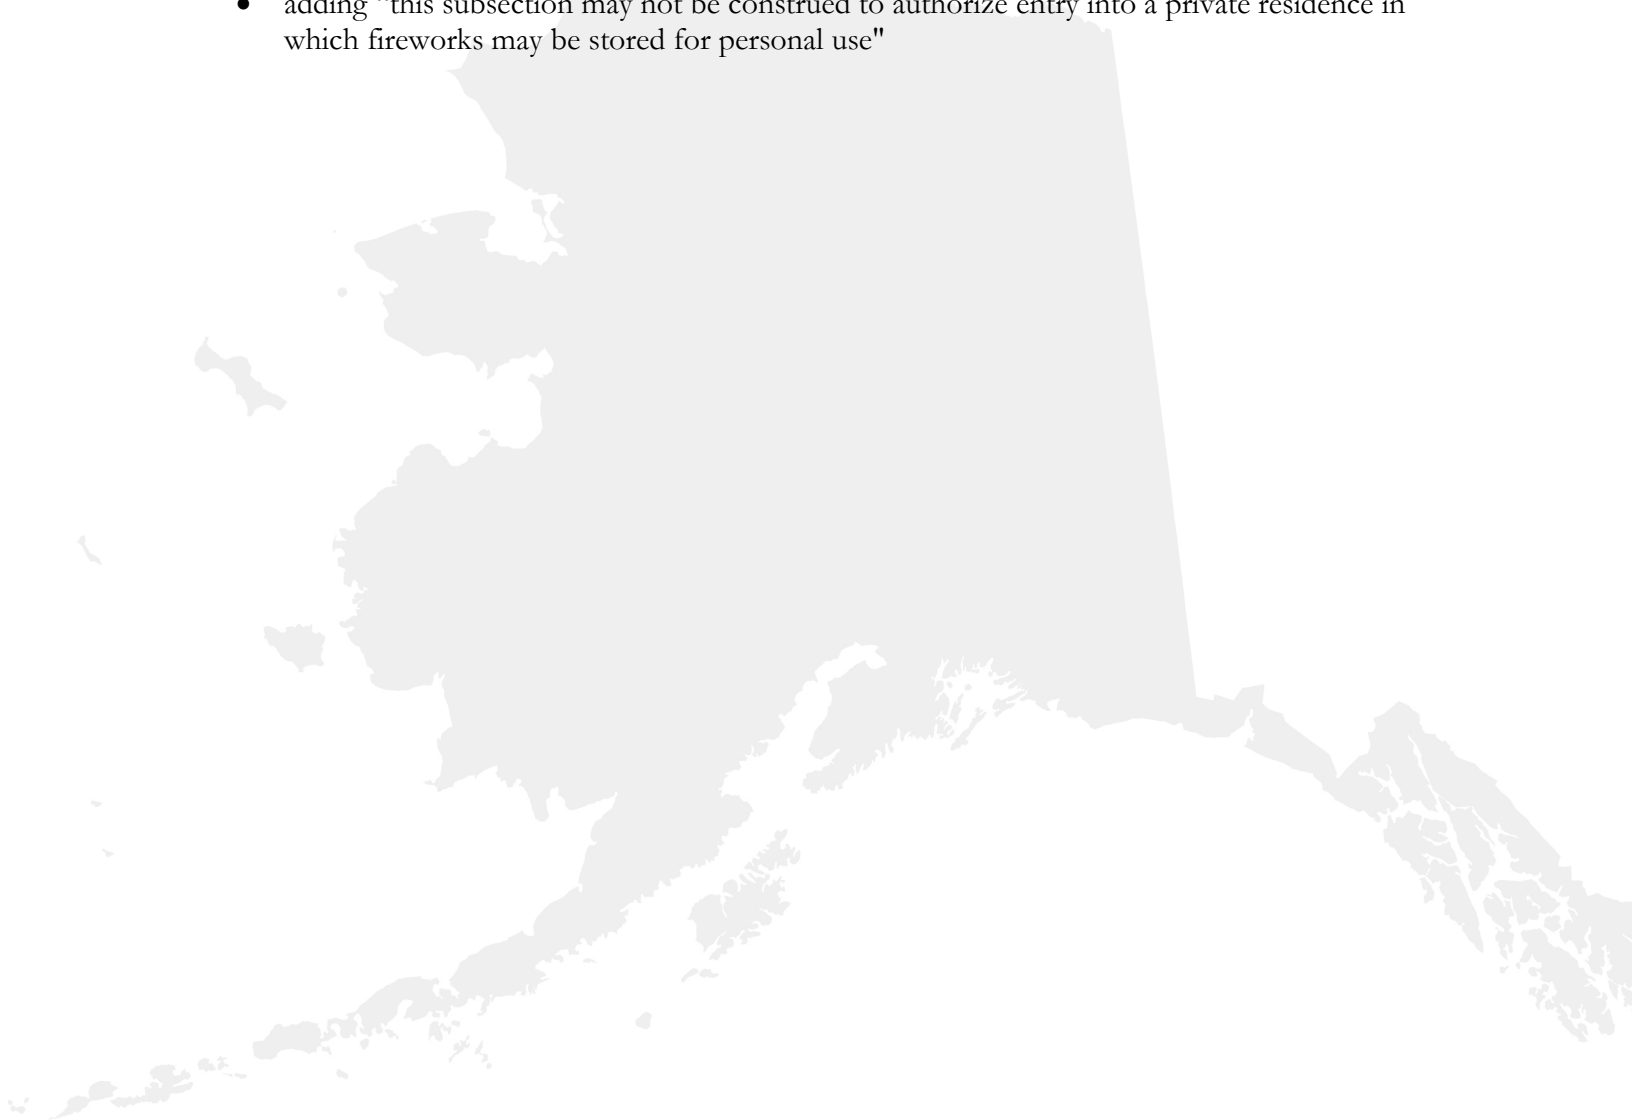 • adding "this subsection may not be construed to authorize entry into a private residence in
which fireworks may be stored for personal use"